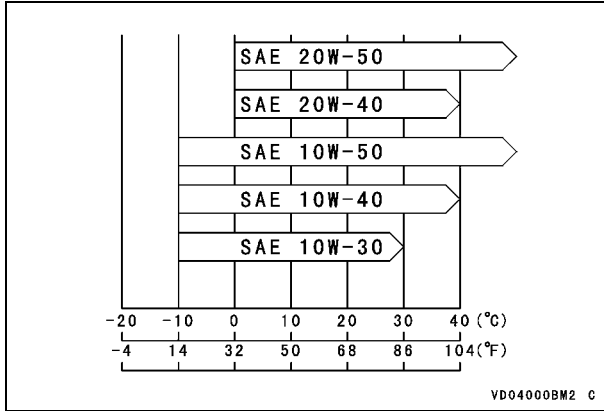 SAE 20W-50
SAE 20W-40
SAE 10W-50
SAE 10W-40
SAE 10W-30
-20 -10 0 10 20 30 40 (°C)
-4 14 32 50 68 86 104(°F)
VD04000BM2 C